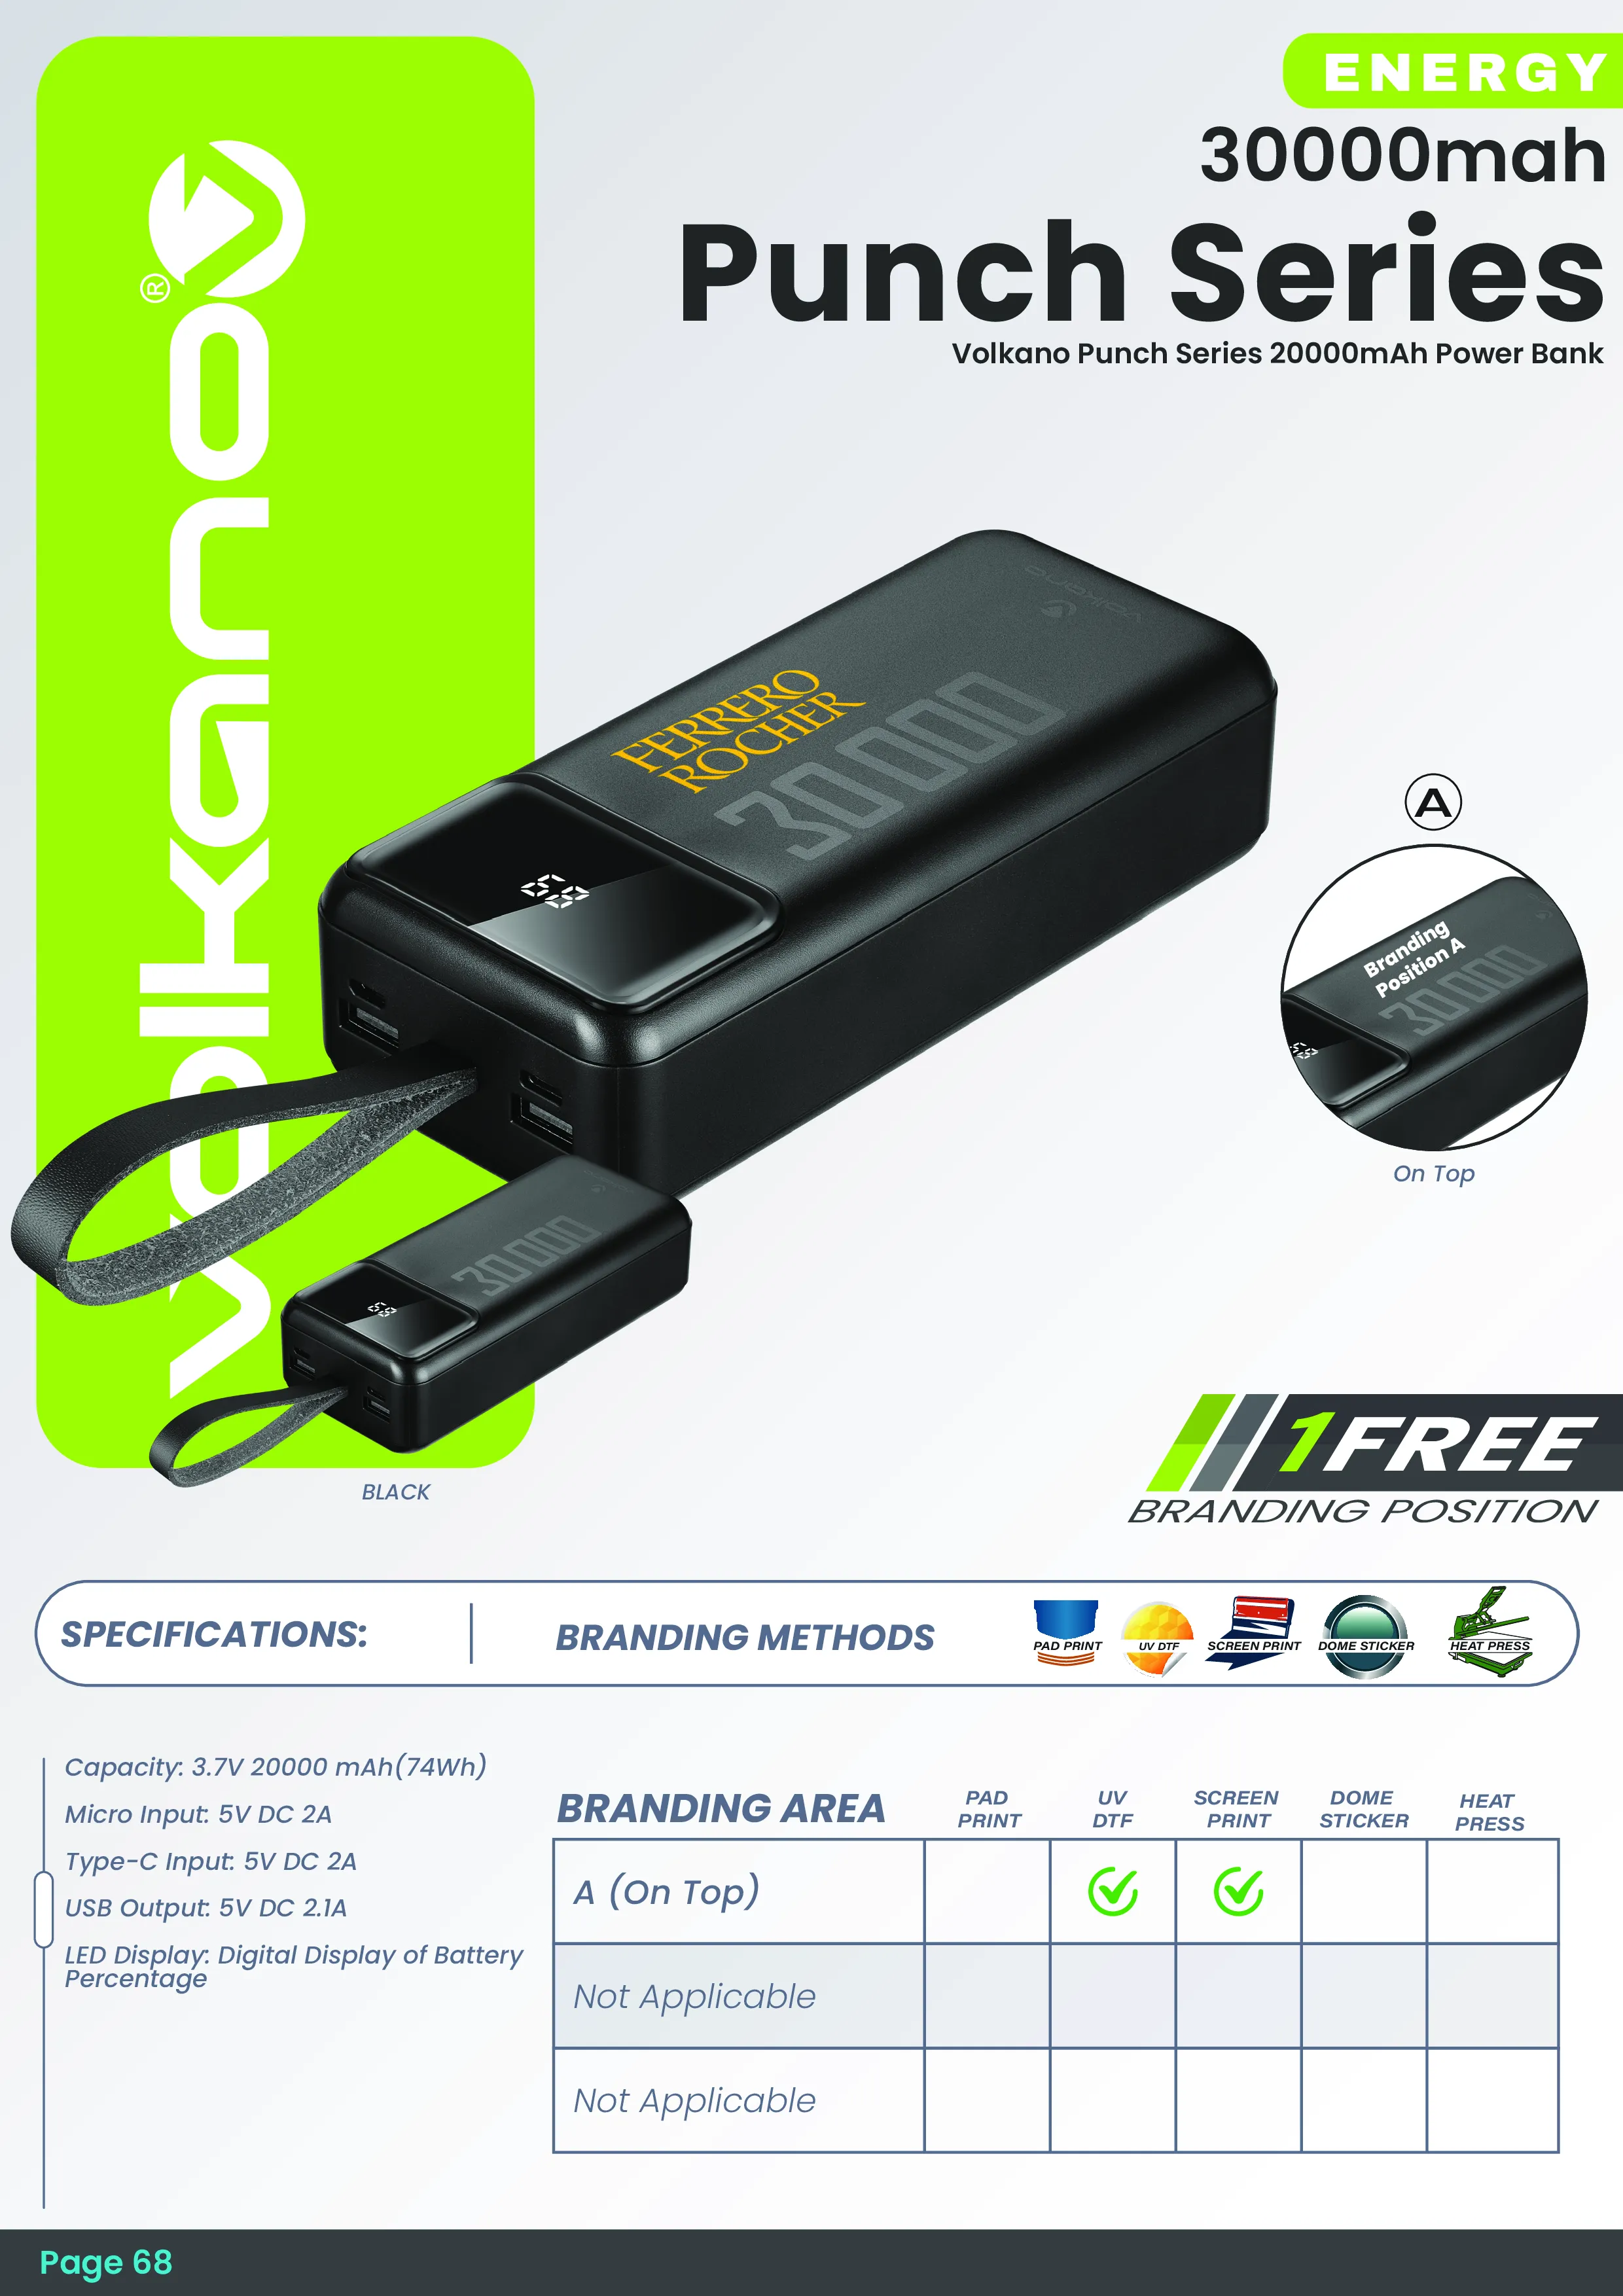 ENERGY
30000mah
Punch Series
Volkano Punch Series 20000mAh Power Bank
volkano®
volkano
FERRERO
ROCHER
30000
A
Branding
Position A
30000
On Top
30000
BLACK
1FREE
BRANDING POSITION
SPECIFICATIONS:
BRANDING METHODS
PAD PRINT
UV DTF
SCREEN PRINT
DOME STICKER
HEAT PRESS
Capacity: 3.7V 20000 mAh(74Wh)
Micro Input: 5V DC 2A
Type-C Input: 5V DC 2A
USB Output: 5V DC 2.1A
LED Display: Digital Display of Battery
Percentage
BRANDING AREA
PAD
PRINT
UV
DTF
SCREEN
PRINT
DOME
STICKER
HEAT
PRESS
A (On Top)
Not Applicable
Not Applicable
Page 68